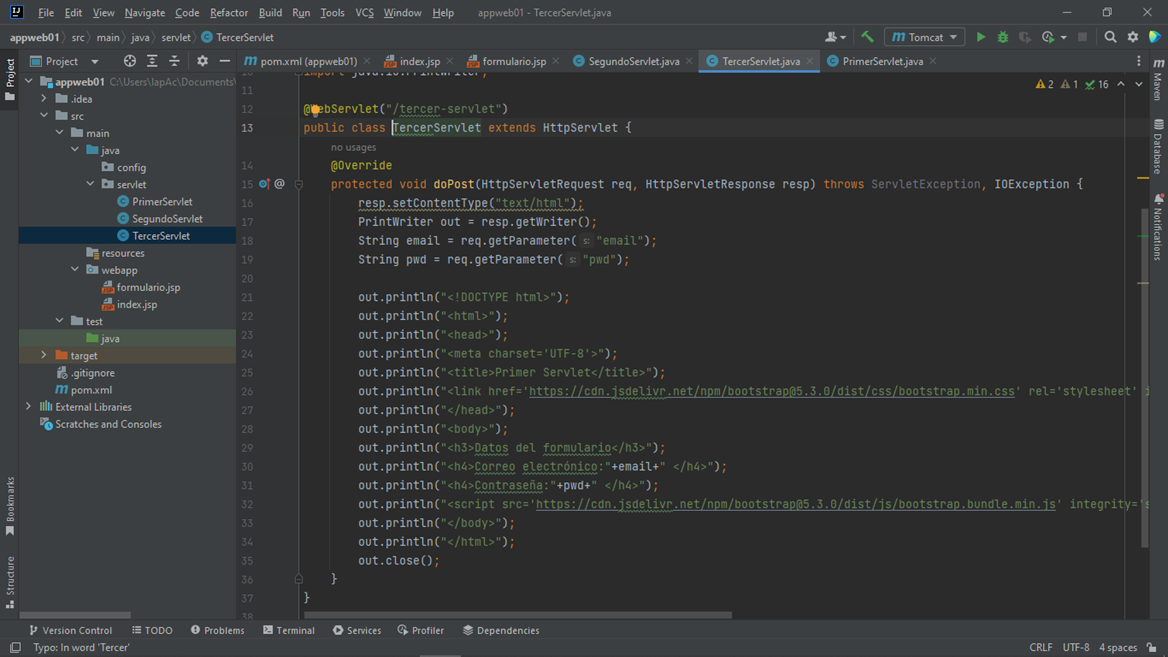 File Edit View Navigate Code Refactor Build Run Tools VCS Window Help appweb01 - TercerServlet.java
appweb01 src main java servlet TercerServlet Tomcat
Project pom.xml (appweb01) index.jsp formulario.jsp SegundoServlet.java TercerServlet.java PrimerServlet.java
Project
Bookmarks
Structure
appweb01 C:\Users\lapAc\
.idea
src
main
java
config
servlet
PrimerServlet
SegundoServlet
TercerServlet
resources
webapp
formulario.jsp
index.jsp
test
java
target
.gitignore
pom.xml
External Libraries
Scratches and Consoles
2 1 16
10 import java.io.PrintWriter;
11
12 @WebServlet("/tercer-servlet")
13 public class TercerServlet extends HttpServlet {
no usages
14 @Override
15 @ protected void doPost(HttpServletRequest req, HttpServletResponse resp) throws ServletException, IOException {
16 resp.setContentType("text/html");
17 PrintWriter out = resp.getWriter();
18 String email = req.getParameter( s: "email");
19 String pwd = req.getParameter( s: "pwd");
20
21 out.println("<!DOCTYPE html>");
22 out.println("<html>");
23 out.println("<head>");
24 out.println("<meta charset='UTF-8'>");
25 out.println("<title>Primer Servlet</title>");
26 out.println("<link href='https://cdn.jsdelivr.net/npm/bootstrap@5.3.0/dist/css/bootstrap.min.css' rel='stylesheet' i
27 out.println("</head>");
28 out.println("<body>");
29 out.println("<h3>Datos del formulario</h3>");
30 out.println("<h4>Correo electrónico:"+email+" </h4>");
31 out.println("<h4>Contraseña:"+pwd+" </h4>");
32 out.println("<script src='https://cdn.jsdelivr.net/npm/bootstrap@5.3.0/dist/js/bootstrap.bundle.min.js' integrity='s
33 out.println("</body>");
34 out.println("</html>");
35 out.close();
36 }
37 }
38
Maven
Database
Notifications
Version Control TODO Problems Terminal Services Profiler Dependencies
Typo: In word 'Tercer' CRLF UTF-8 4 spaces